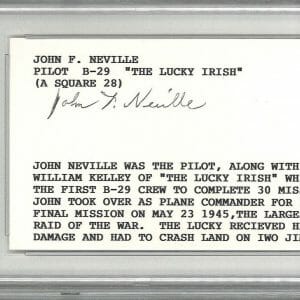 JOHN F. NEVILLE
PILOT B-29 "THE LUCKY IRISH"
(A SQUARE 28)
John F. Neville
JOHN NEVILLE WAS THE PILOT, ALONG WITH
WILLIAM KELLEY OF "THE LUCKY IRISH" WH
THE FIRST B-29 CREW TO COMPLETE 30 MIS
JOHN TOOK OVER AS PLANE COMMANDER FOR
FINAL MISSION ON MAY 23 1945,THE LARGE
RAID OF THE WAR. THE LUCKY RECIEVED H
DAMAGE AND HAD TO CRASH LAND ON IWO JI